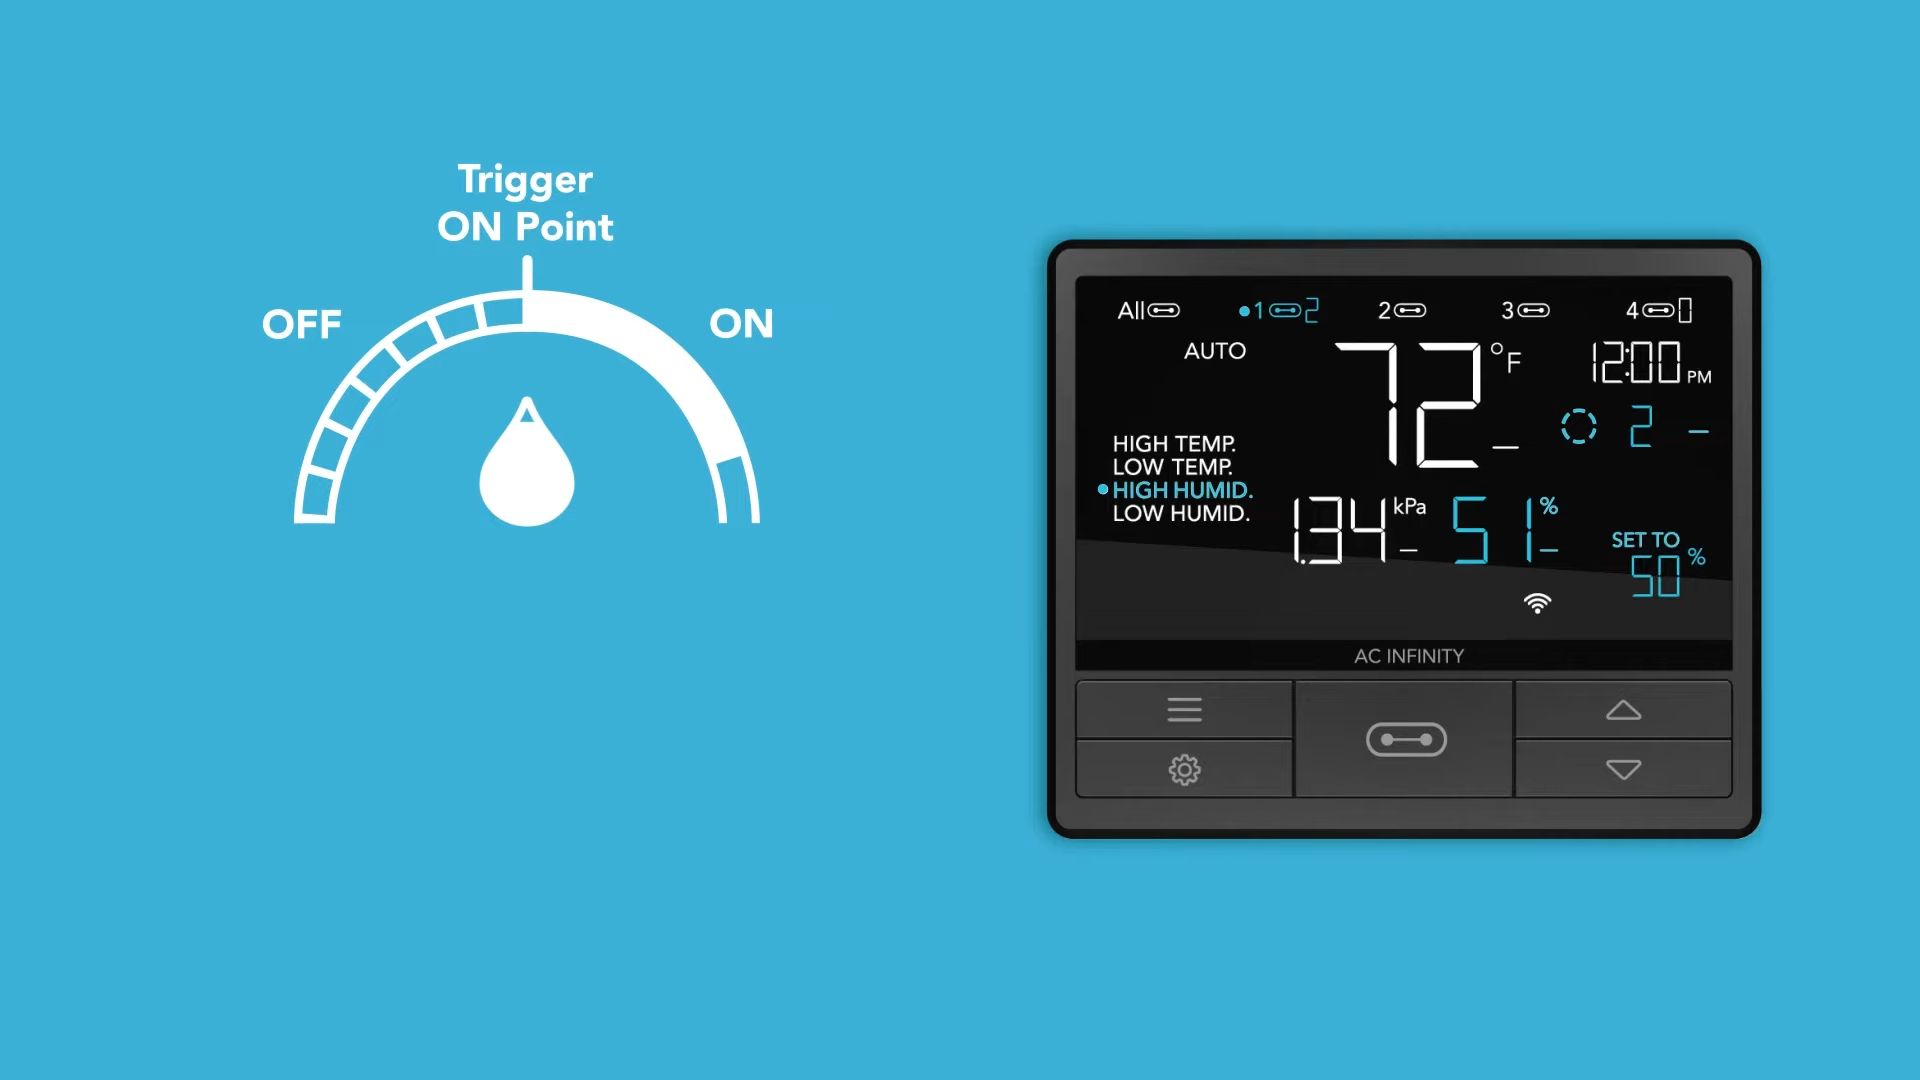 Trigger
ON Point
OFF
ON
All 1 2 2 3 4 0
AUTO
72 °F
12:00 PM
2 –
HIGH TEMP.
LOW TEMP.
HIGH HUMID.
LOW HUMID.
1.34 kPa –
51 % –
SET TO
50 %
AC INFINITY